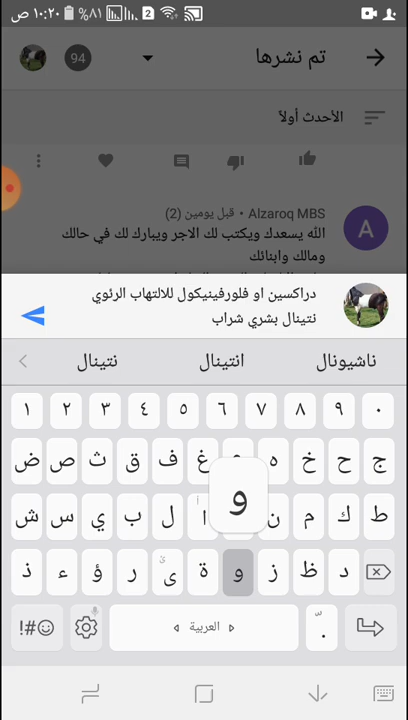 ١٠:٢٠ ص
٨١%
2
تم نشرها
94
الأحدث أولاً
Alzaroq MBS • قبل يومين (2)
A
الله يسعدك ويكتب لك الاجر ويبارك لك في حالك
ومالك وابنائك
دراكسين او فلورفينيكول للالتهاب الرئوي
نتينال بشري شراب
ناشيونال
انتينال
نتينال
١ ٢ ٣ ٤ ٥ ٦ ٧ ٨ ٩ ٠
ض ص ث ق ف غ ه خ ح ج
ش س ي ب ل ا و ن م ك ط
ذ ء ؤ ر ى ة و ز ظ د
!#☺
العربية
.